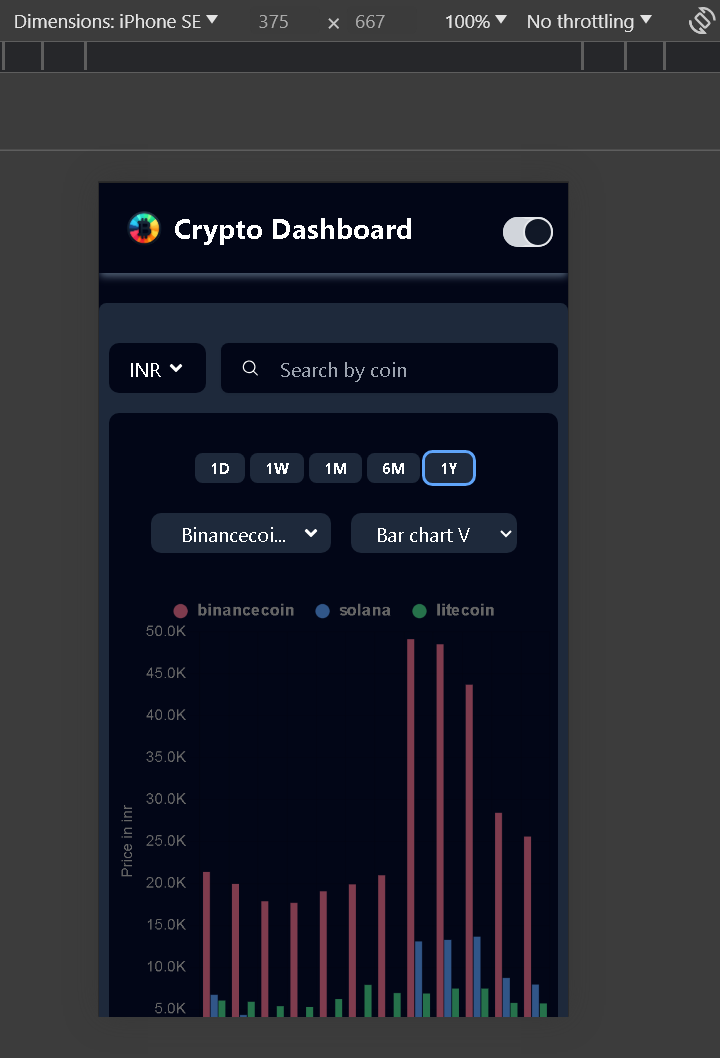 Dimensions: iPhone SE 375 × 667 100% No throttling
Crypto Dashboard
INR Search by coin
1D 1W 1M 6M 1Y
Binancecoi... Bar chart V
binancecoin solana litecoin
50.0K
45.0K
40.0K
35.0K
30.0K
25.0K
20.0K
15.0K
10.0K
5.0K
Price in inr